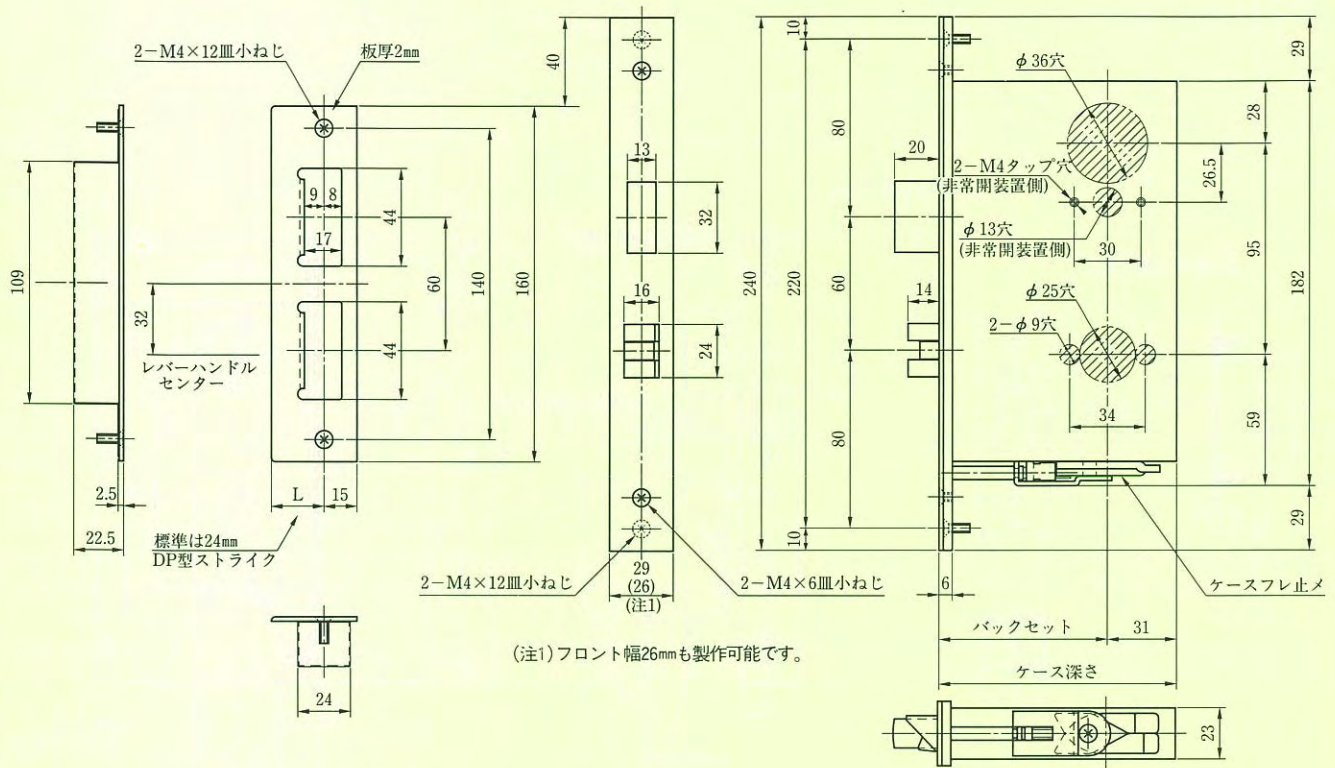 2−M4×12皿小ねじ
板厚2mm
109
9
8
17
44
44
32
60
140
160
レバーハンドル
センター
L
15
2.5
22.5
標準は24mm
DP型ストライク
24
40
13
32
16
24
2−M4×12皿小ねじ
29
(26)
(注1)
2−M4×6皿小ねじ
(注1)フロント幅26mmも製作可能です。
240
10
220
80
60
80
10
20
14
φ36穴
2−M4タップ穴
(非常開装置側)
φ13穴
(非常開装置側)
30
φ25穴
2−φ9穴
34
29
28
26.5
95
182
59
29
ケースフレ止メ
6
バックセット
31
ケース深さ
23